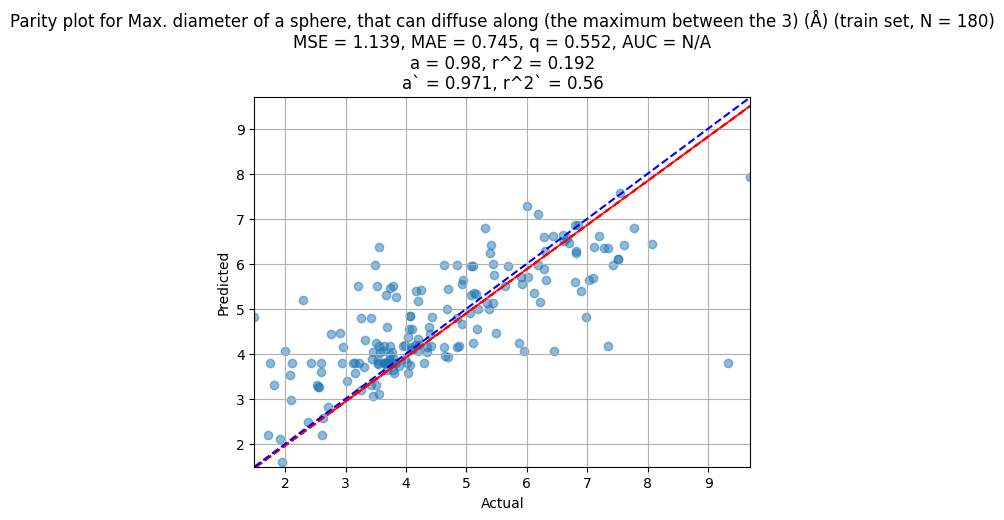 Parity plot for Max. diameter of a sphere, that can diffuse along (the maximum between the 3) (Å) (train set, N = 180)
MSE = 1.139, MAE = 0.745, q = 0.552, AUC = N/A
a = 0.98, r^2 = 0.192
a` = 0.971, r^2` = 0.56
9
8
7
6
5
4
3
2
Predicted
2 3 4 5 6 7 8 9
Actual